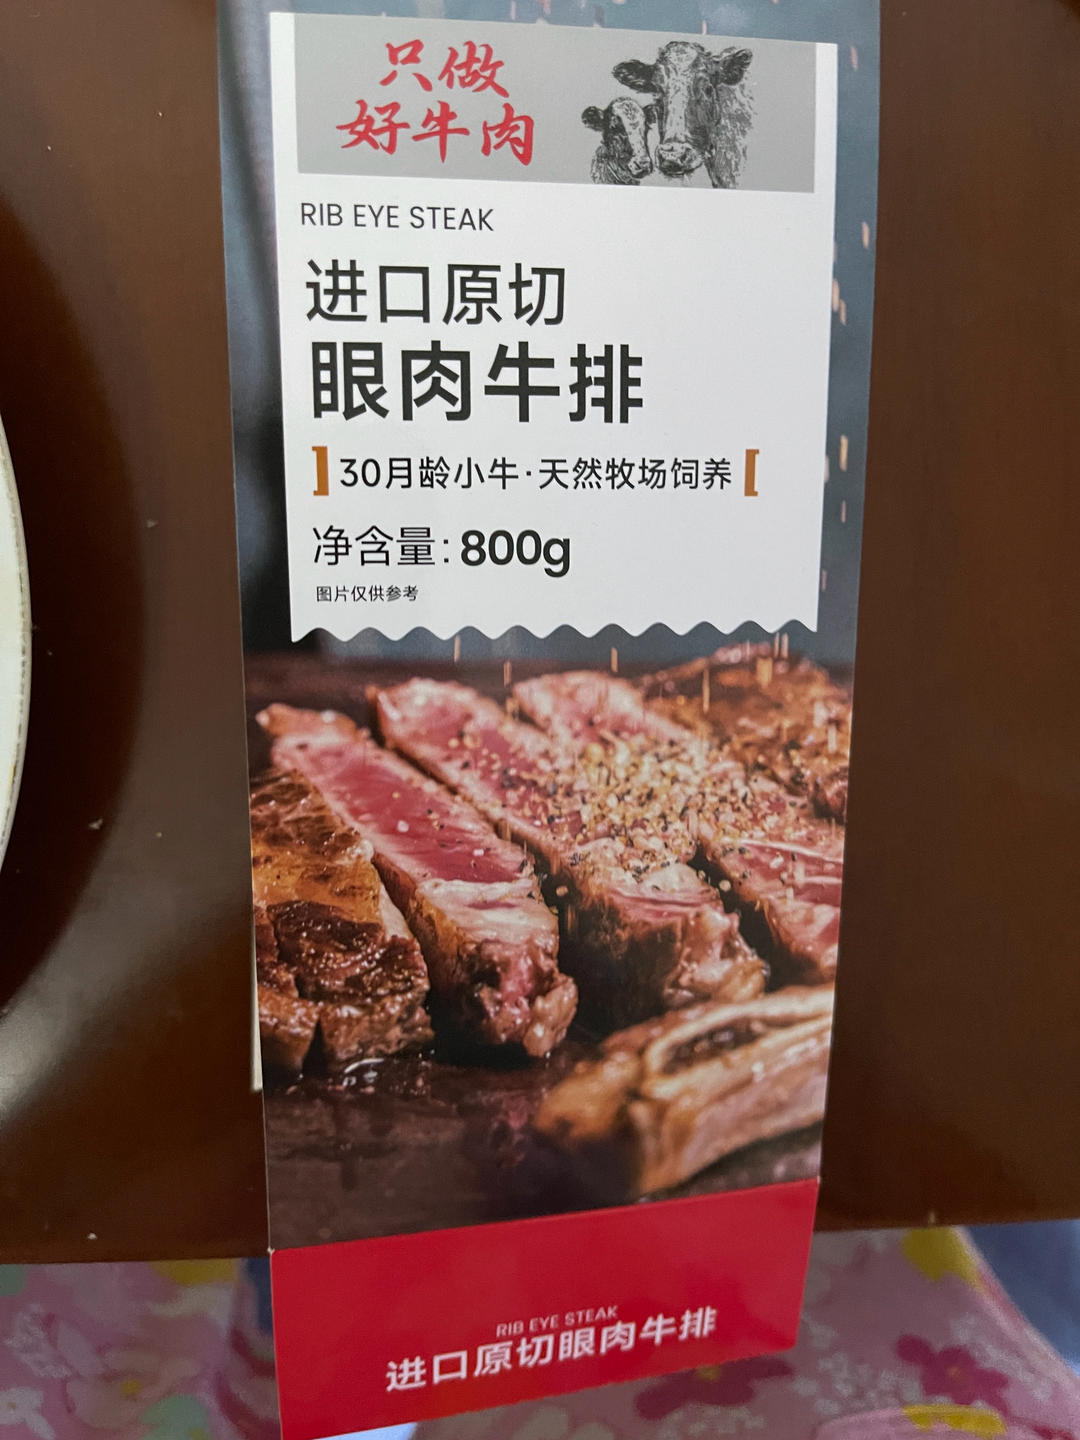 只做
好牛肉
RIB EYE STEAK
进口原切
眼肉牛排
】30月龄小牛·天然牧场饲养【
净含量:800g
图片仅供参考
RIB EYE STEAK
进口原切眼肉牛排